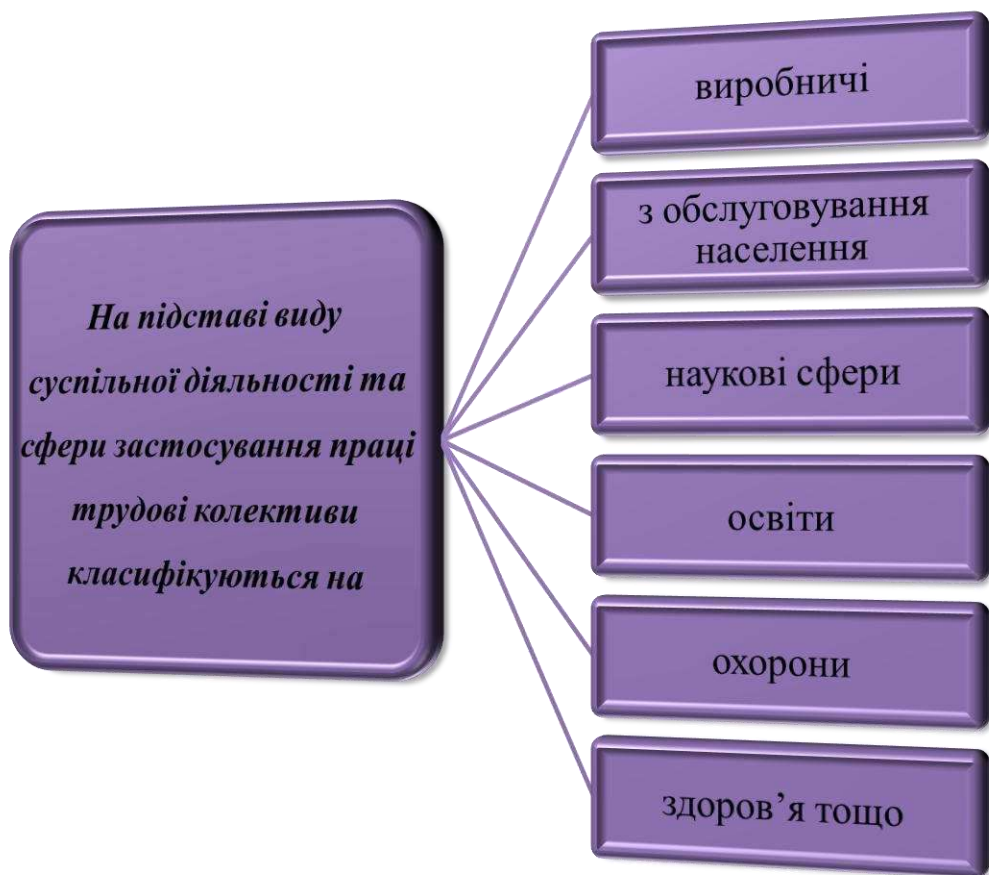 На підставі виду
суспільної діяльності та
сфери застосування праці
трудові колективи
класифікуються на
виробничі
з обслуговування
населення
наукові сфери
освіти
охорони
здоров’я тощо